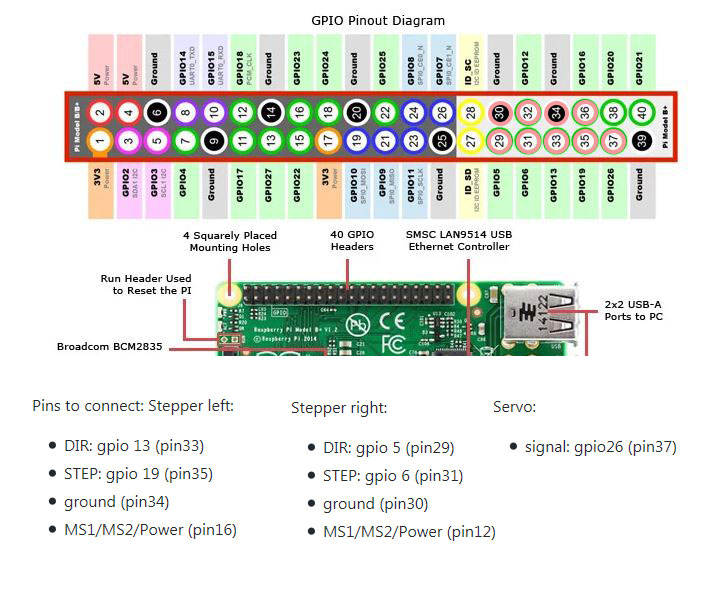 GPIO Pinout Diagram
5V Power
5V Power
Ground
GPIO14 UART0_TXD
GPIO15 UART0_RXD
GPIO18 PCM_CLK
Ground
GPIO23
GPIO24
Ground
GPIO25
GPIO8 SPI0_CE0_N
GPIO7 SPI0_CE1_N
ID_SC I2C ID EEPROM
Ground
GPIO12
Ground
GPIO16
GPIO20
GPIO21
Pi Model B/B+
2 4 6 8 10 12 14 16 18 20 22 24 26 28 30 32 34 36 38 40
1 3 5 7 9 11 13 15 17 19 21 23 25 27 29 31 33 35 37 39
Pi Model B+
3V3 Power
GPIO2 SDA1 I2C
GPIO3 SCL1 I2C
GPIO4
Ground
GPIO17
GPIO27
GPIO22
3V3 Power
GPIO10 SPI0_MOSI
GPIO9 SPI0_MISO
GPIO11 SPI0_SCLK
Ground
ID_SD I2C ID EEPROM
GPIO5
GPIO6
GPIO13
GPIO19
GPIO26
Ground
4 Squarely Placed
Mounting Holes
40 GPIO
Headers
SMSC LAN9514 USB
Ethernet Controller
Run Header Used
to Reset the PI
2x2 USB-A
Ports to PC
Broadcom BCM2835
GPIO
Raspberry Pi Model B+ V1.2
© Raspberry Pi 2014
CE
FC
14122
USB
Pins to connect: Stepper left:
DIR: gpio 13 (pin33)
STEP: gpio 19 (pin35)
ground (pin34)
MS1/MS2/Power (pin16)
Stepper right:
DIR: gpio 5 (pin29)
STEP: gpio 6 (pin31)
ground (pin30)
MS1/MS2/Power (pin12)
Servo:
signal: gpio26 (pin37)